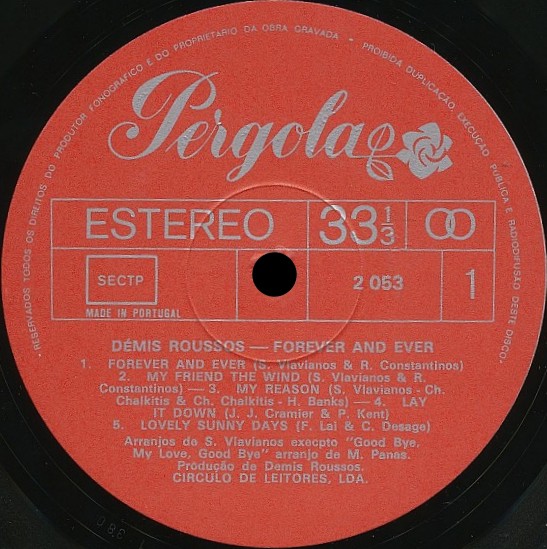 • RESERVADOS TODOS OS DIREITOS DO PRODUTOR FONOGRÁFICO E DO PROPRIETÁRIO DA OBRA GRAVADA • PROIBIDA DUPLICAÇÃO, EXECUÇÃO PÚBLICA E RADIODIFUSÃO DESTE DISCO •
Pergola
ESTEREO 33 1/3
SECTP 2 053 1
MADE IN PORTUGAL
DÉMIS ROUSSOS — FOREVER AND EVER
1. FOREVER AND EVER (S. Vlavianos & R. Constantinos)
2. MY FRIEND THE WIND (S. Vlavianos & R.
Constantinos) — 3. MY REASON (S. Vlavianos - Ch.
Chalkitis & Ch. Chalkitis - H. Banks) — 4. LAY
IT DOWN (J. J. Cramier & P. Kent)
5. LOVELY SUNNY DAYS (F. Lai & C. Desage)
Arranjos de S. Vlavianos execpto "Good Bye,
My Love, Good Bye" arranjo de M. Panas.
Produção de Demis Roussos.
CIRCULO DE LEITORES, LDA.